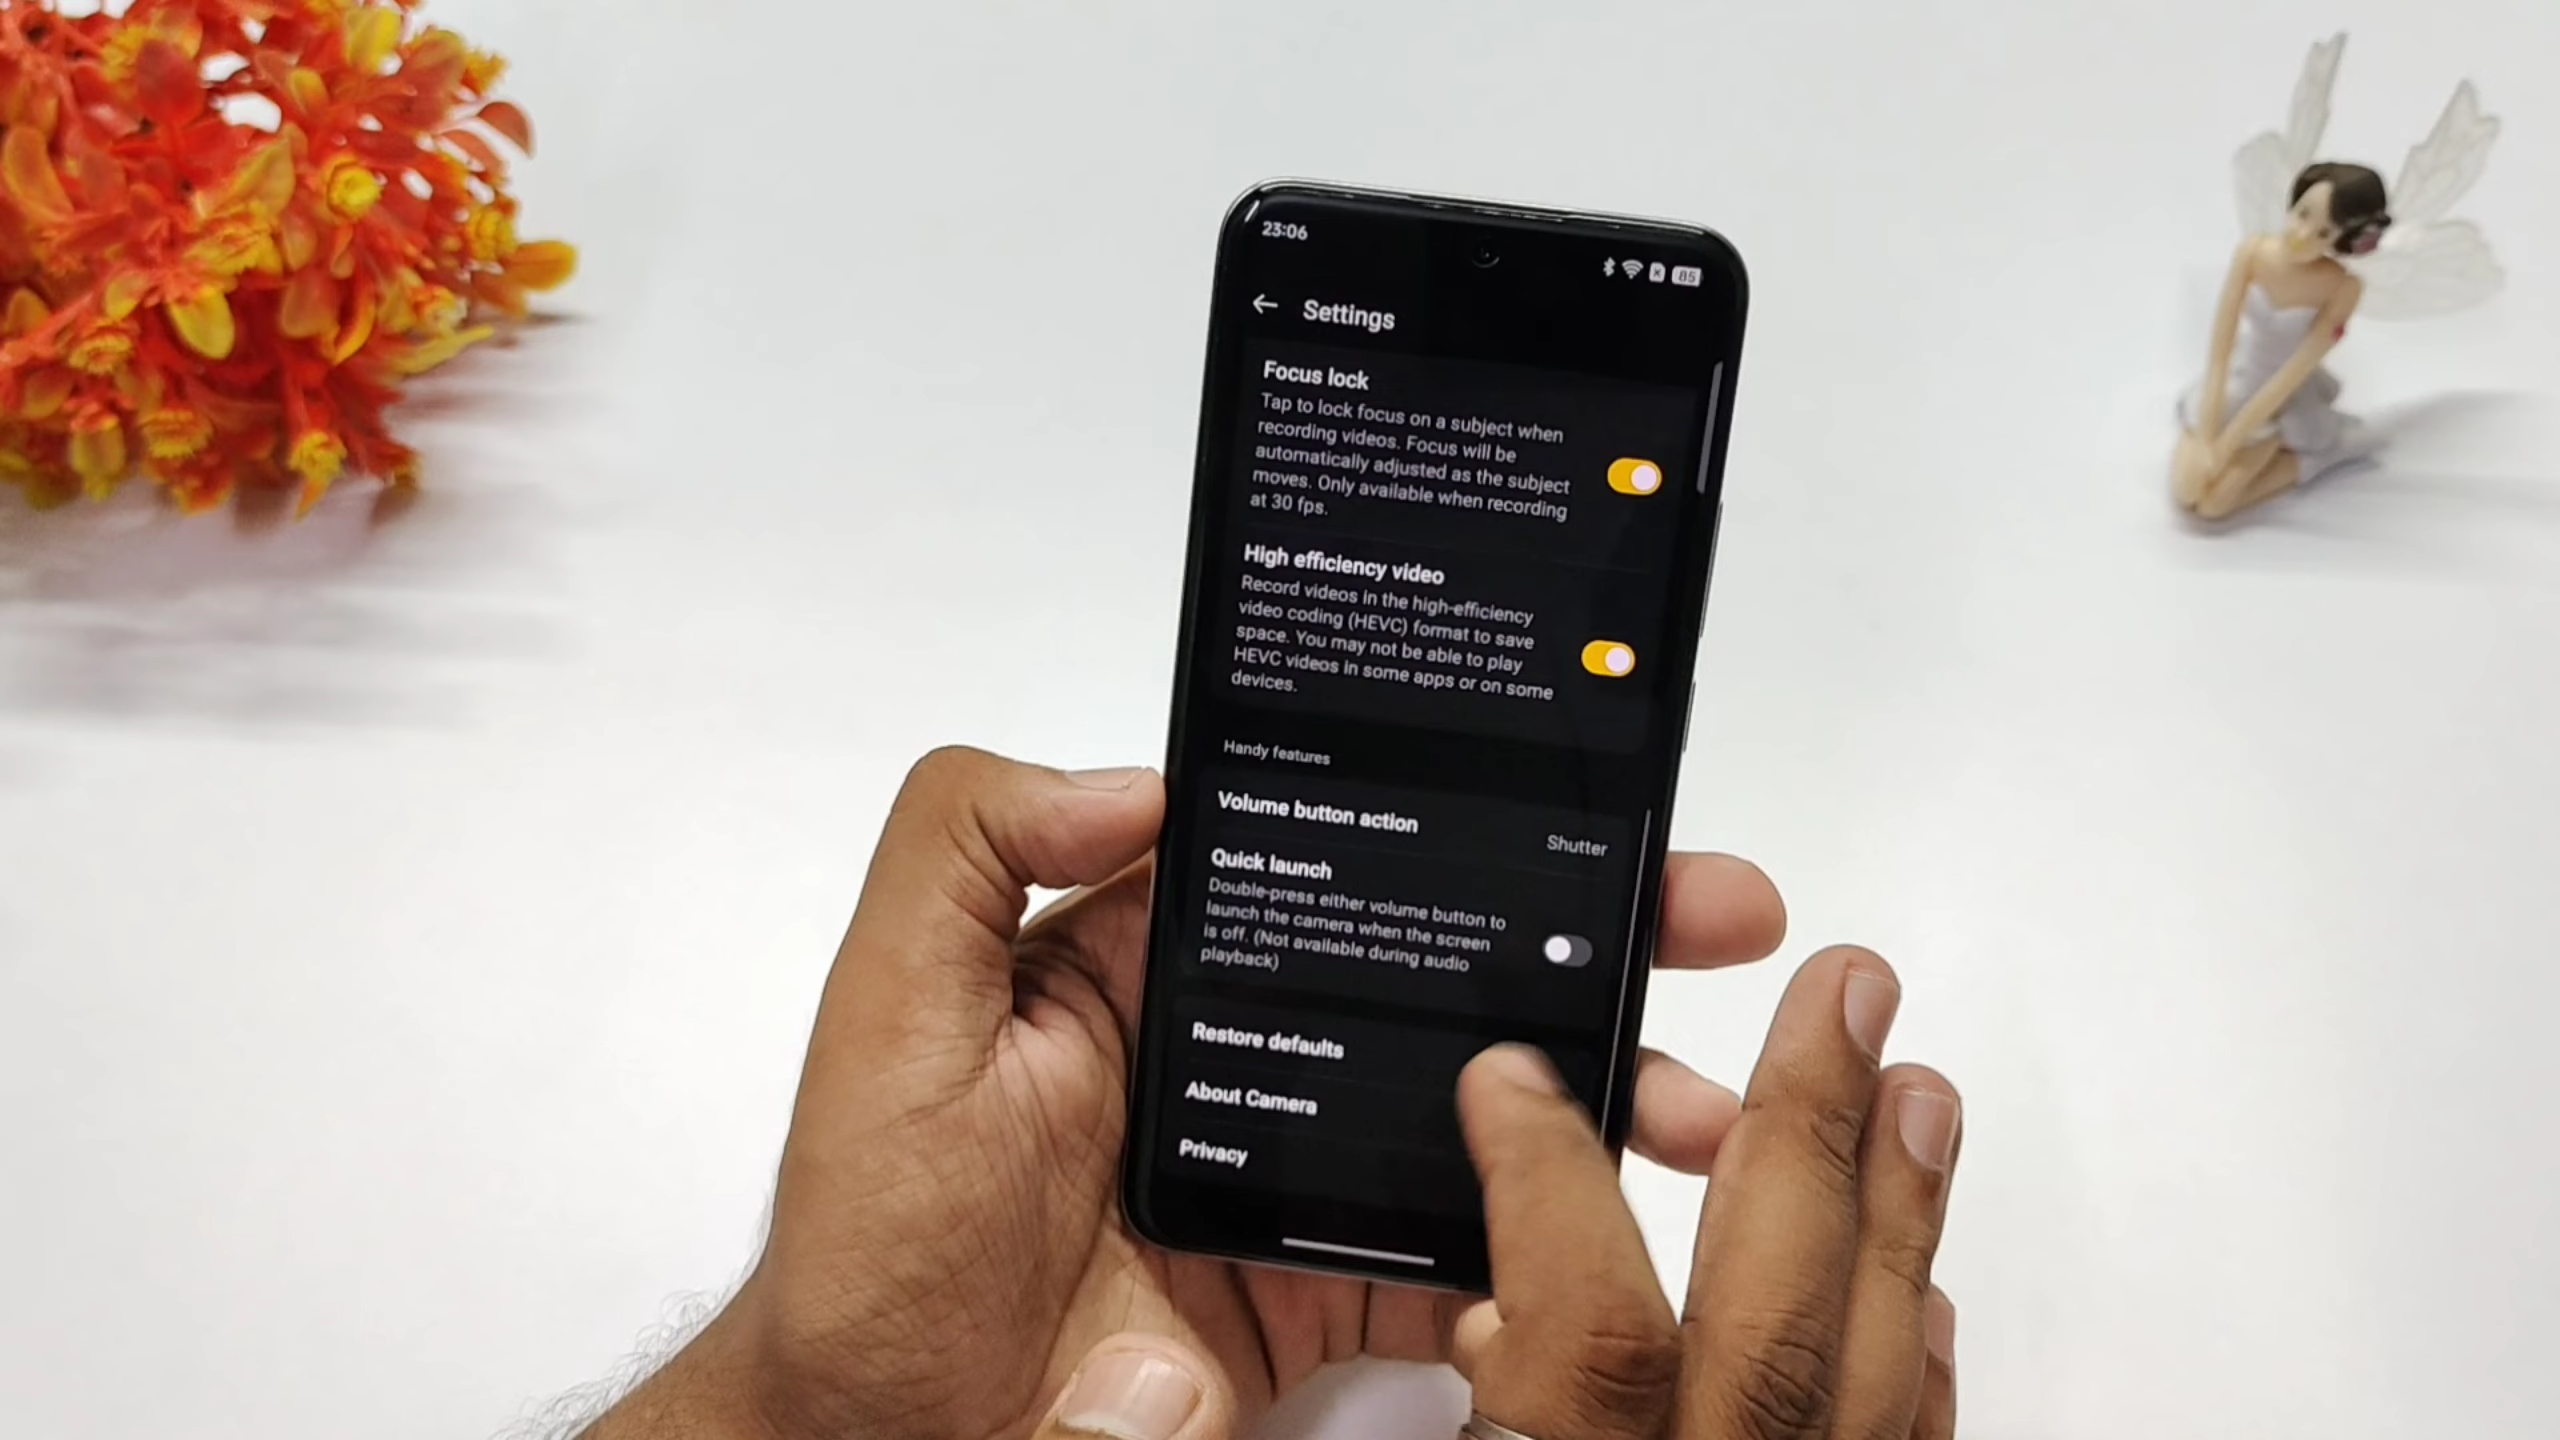 23:06
85
Settings
Focus lock
Tap to lock focus on a subject when
recording videos. Focus will be
automatically adjusted as the subject
moves. Only available when recording
at 30 fps.
High efficiency video
Record videos in the high-efficiency
video coding (HEVC) format to save
space. You may not be able to play
HEVC videos in some apps or on some
devices.
Handy features
Volume button action
Shutter
Quick launch
Double-press either volume button to
launch the camera when the screen
is off. (Not available during audio
playback)
Restore defaults
About Camera
Privacy